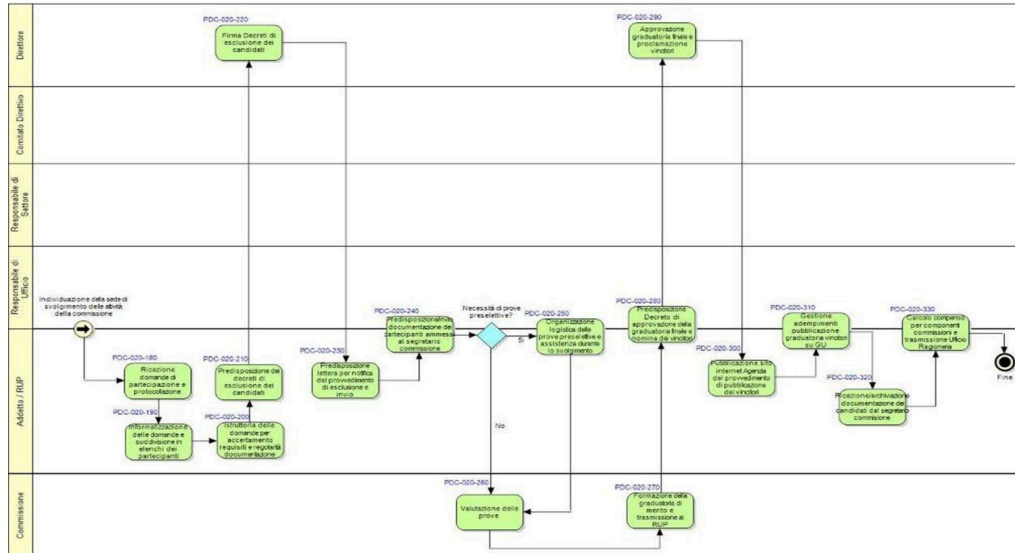 Direttore
PDC-020-220
Firma Decreti di
esclusione dei
candidati
PDC-020-290
Approvazione
graduatoria finale e
proclamazione
vincitori
Comitato Direttivo
Responsabile di
Settore
Responsabile di
Ufficio
Addetto / RUP
Individuazione della sede di
svolgimento delle attività
della commissione
PDC-020-180
Ricezione
domande di
partecipazione e
protocollazione
PDC-020-190
Informatizzazione
delle domande e
suddivisione in
elenchi dei
partecipanti
PDC-020-200
Istruttoria delle
domande per
accertamento
requisiti e regolarità
documentazione
PDC-020-210
Predisposizione dei
decreti di
esclusione dei
candidati
PDC-020-230
Predisposizione
lettera per notifica
del provvedimento
di esclusione e
invio
PDC-020-240
Predisposizione/invio
documentazione dei
partecipanti ammessi
al segretario
commissione
Necessità di prove
preselettive?
Si
No
PDC-020-250
Organizzazione
logistica delle
prove preselettive e
assistenza durante
lo svolgimento
PDC-020-280
Predisposizione
Decreto di
approvazione della
graduatoria finale e
nomina dei vincitori
PDC-020-300
Pubblicazione sito
internet Agenzia
del provvedimento
di pubblicazione
dei vincitori
PDC-020-310
Gestione
adempimenti
pubblicazione
graduatoria vincitori
su GU
PDC-020-320
Ricezione/archiviazione
documentazione dei
candidati dal segretario
commisione
PDC-020-330
Calcolo compenso
per componenti
commissioni e
trasmissione Ufficio
Ragioneria
Fine
Commissione
PDC-020-260
Valutazione delle
prove
PDC-020-270
Formazione della
graduatoria di
merito e
trasmissione al
RUP